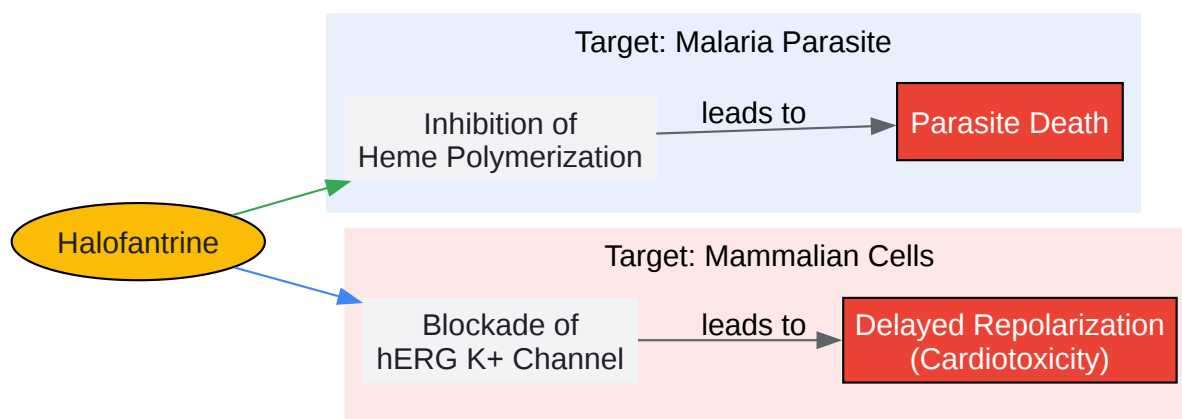 Target: Malaria Parasite
Inhibition of
Heme Polymerization
leads to
Parasite Death
Halofantrine
Target: Mammalian Cells
Blockade of
hERG K+ Channel
leads to
Delayed Repolarization
(Cardiotoxicity)